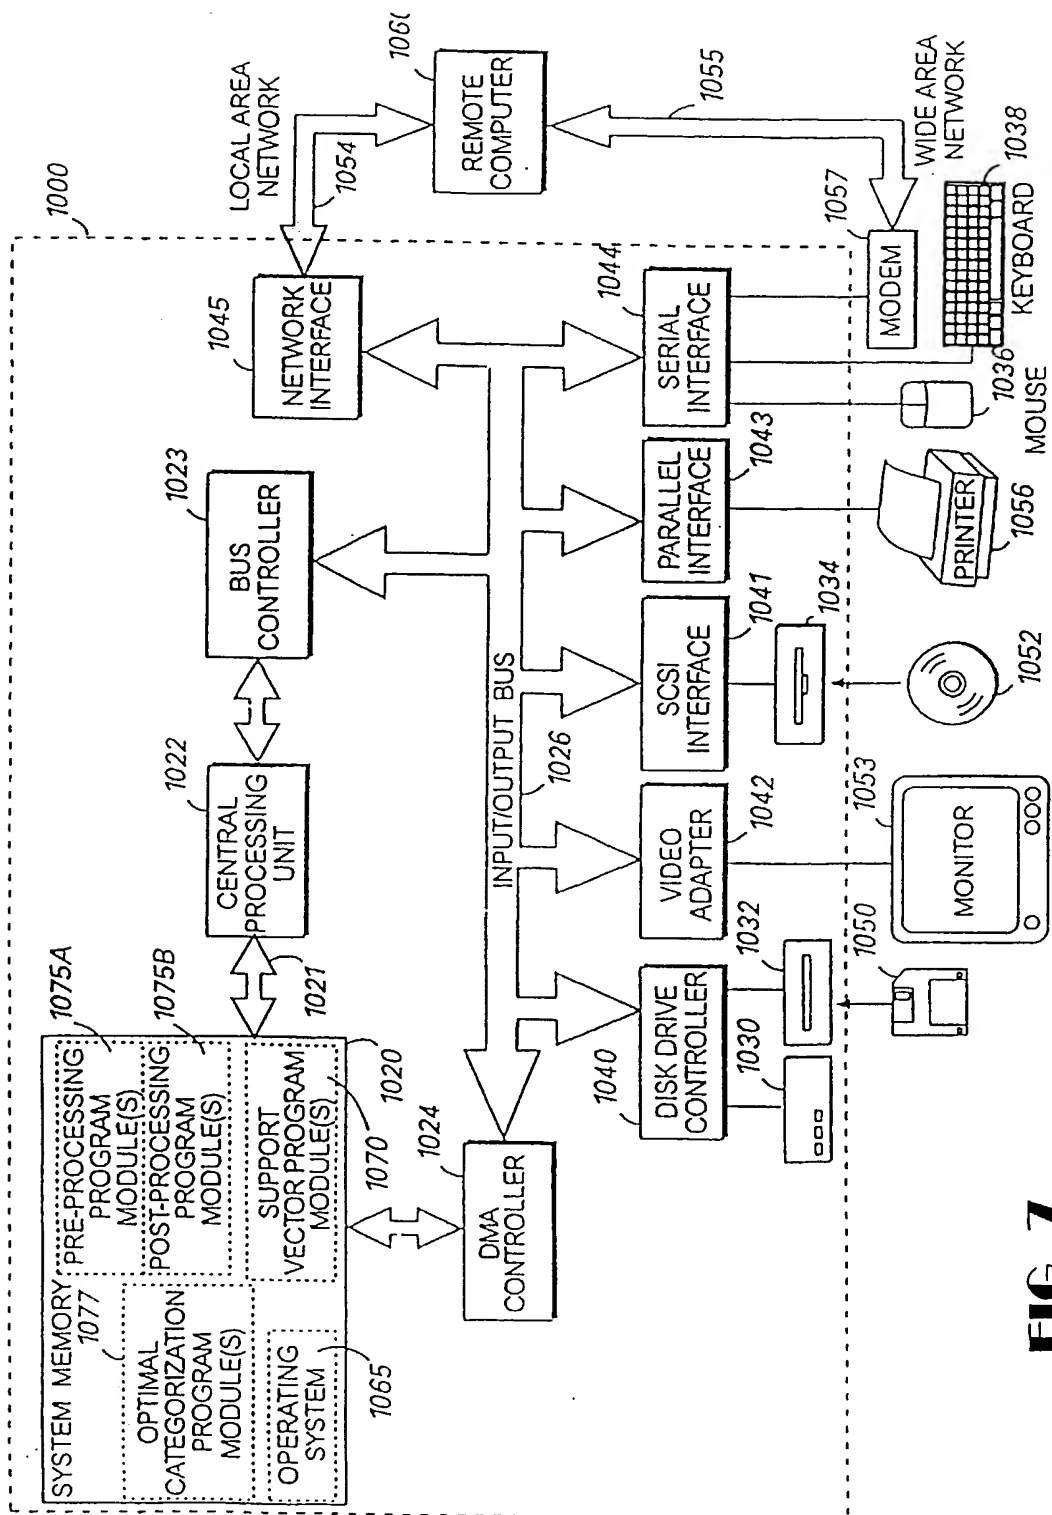 1000
SYSTEM MEMORY
1077
OPTIMAL
CATEGORIZATION
PROGRAM
MODULE(S)
OPERATING
SYSTEM
1065
PRE-PROCESSING
PROGRAM
MODULE(S)
1075A
POST-PROCESSING
PROGRAM
MODULE(S)
1075B
SUPPORT
VECTOR PROGRAM
MODULE(S)
1070
1020
1021
CENTRAL
PROCESSING
UNIT
1022
BUS
CONTROLLER
1023
NETWORK
INTERFACE
1045
LOCAL AREA
NETWORK
1054
DMA
CONTROLLER
1024
INPUT/OUTPUT BUS
1026
REMOTE
COMPUTER
1055
DISK DRIVE
CONTROLLER
1040
VIDEO
ADAPTER
1042
SCSI
INTERFACE
1041
PARALLEL
INTERFACE
1043
SERIAL
INTERFACE
1044
1030
1032
1034
MODEM
1057
WIDE AREA
NETWORK
1050
MONITOR
1053
1052
PRINTER
1056
MOUSE
1036
KEYBOARD
1038
FIG. 7